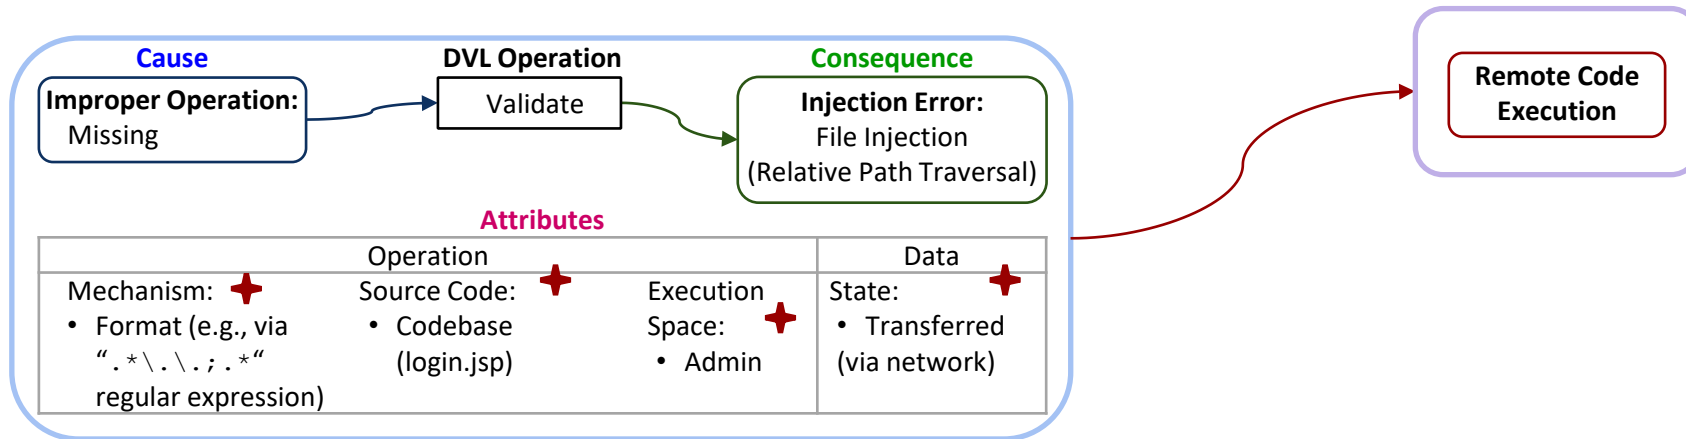 Cause
DVL Operation
Consequence
Improper Operation:
Missing
Validate
Injection Error:
File Injection
(Relative Path Traversal)
Remote Code
Execution
Attributes
Operation
Data
Mechanism:
• Format (e.g., via
“.*\.\.;.*“
regular expression)
Source Code:
• Codebase
(login.jsp)
Execution
Space:
• Admin
State:
• Transferred
(via network)